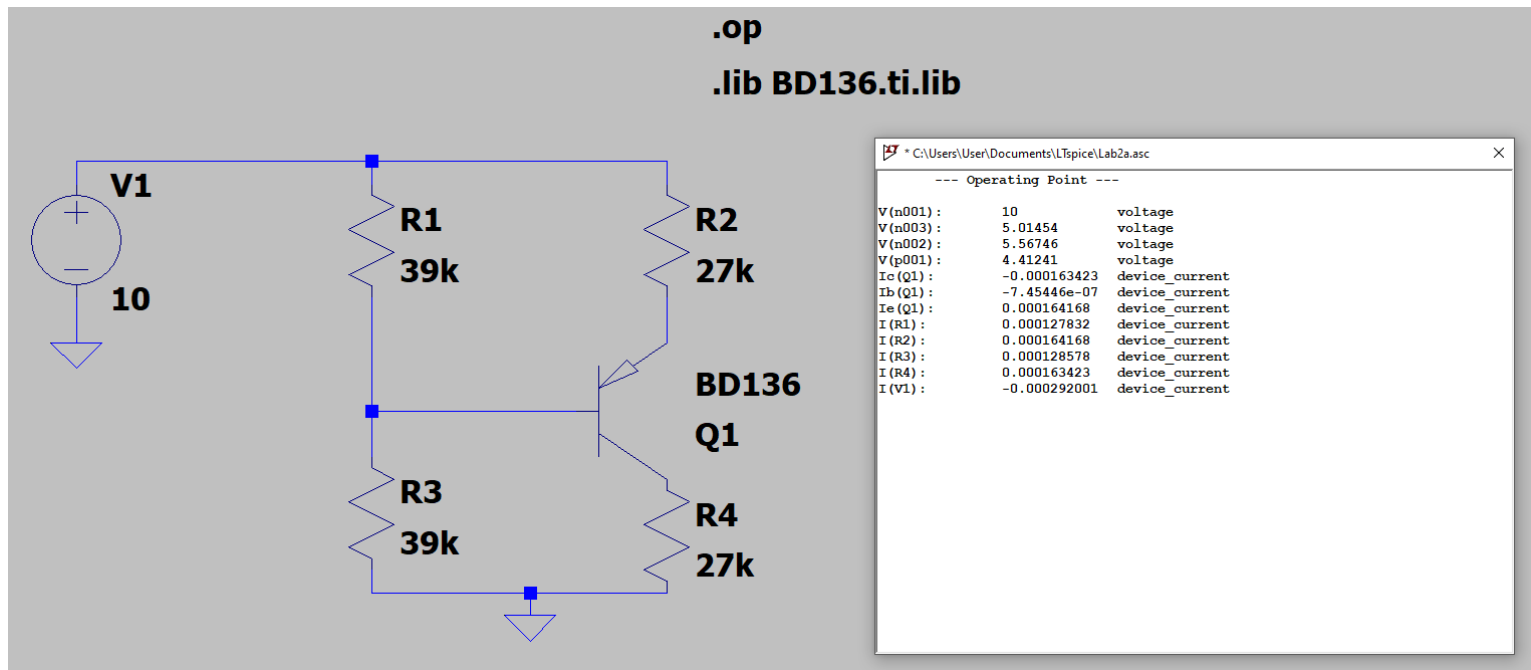 .op
.lib BD136.ti.lib
V1
10
R1
39k
R2
27k
BD136
Q1
R3
39k
R4
27k
* C:\Users\User\Documents\LTspice\Lab2a.asc
--- Operating Point ---
V(n001): 10 voltage
V(n003): 5.01454 voltage
V(n002): 5.56746 voltage
V(p001): 4.41241 voltage
Ic(Q1): -0.000163423 device_current
Ib(Q1): -7.45446e-07 device_current
Ie(Q1): 0.000164168 device_current
I(R1): 0.000127832 device_current
I(R2): 0.000164168 device_current
I(R3): 0.000128578 device_current
I(R4): 0.000163423 device_current
I(V1): -0.000292001 device_current